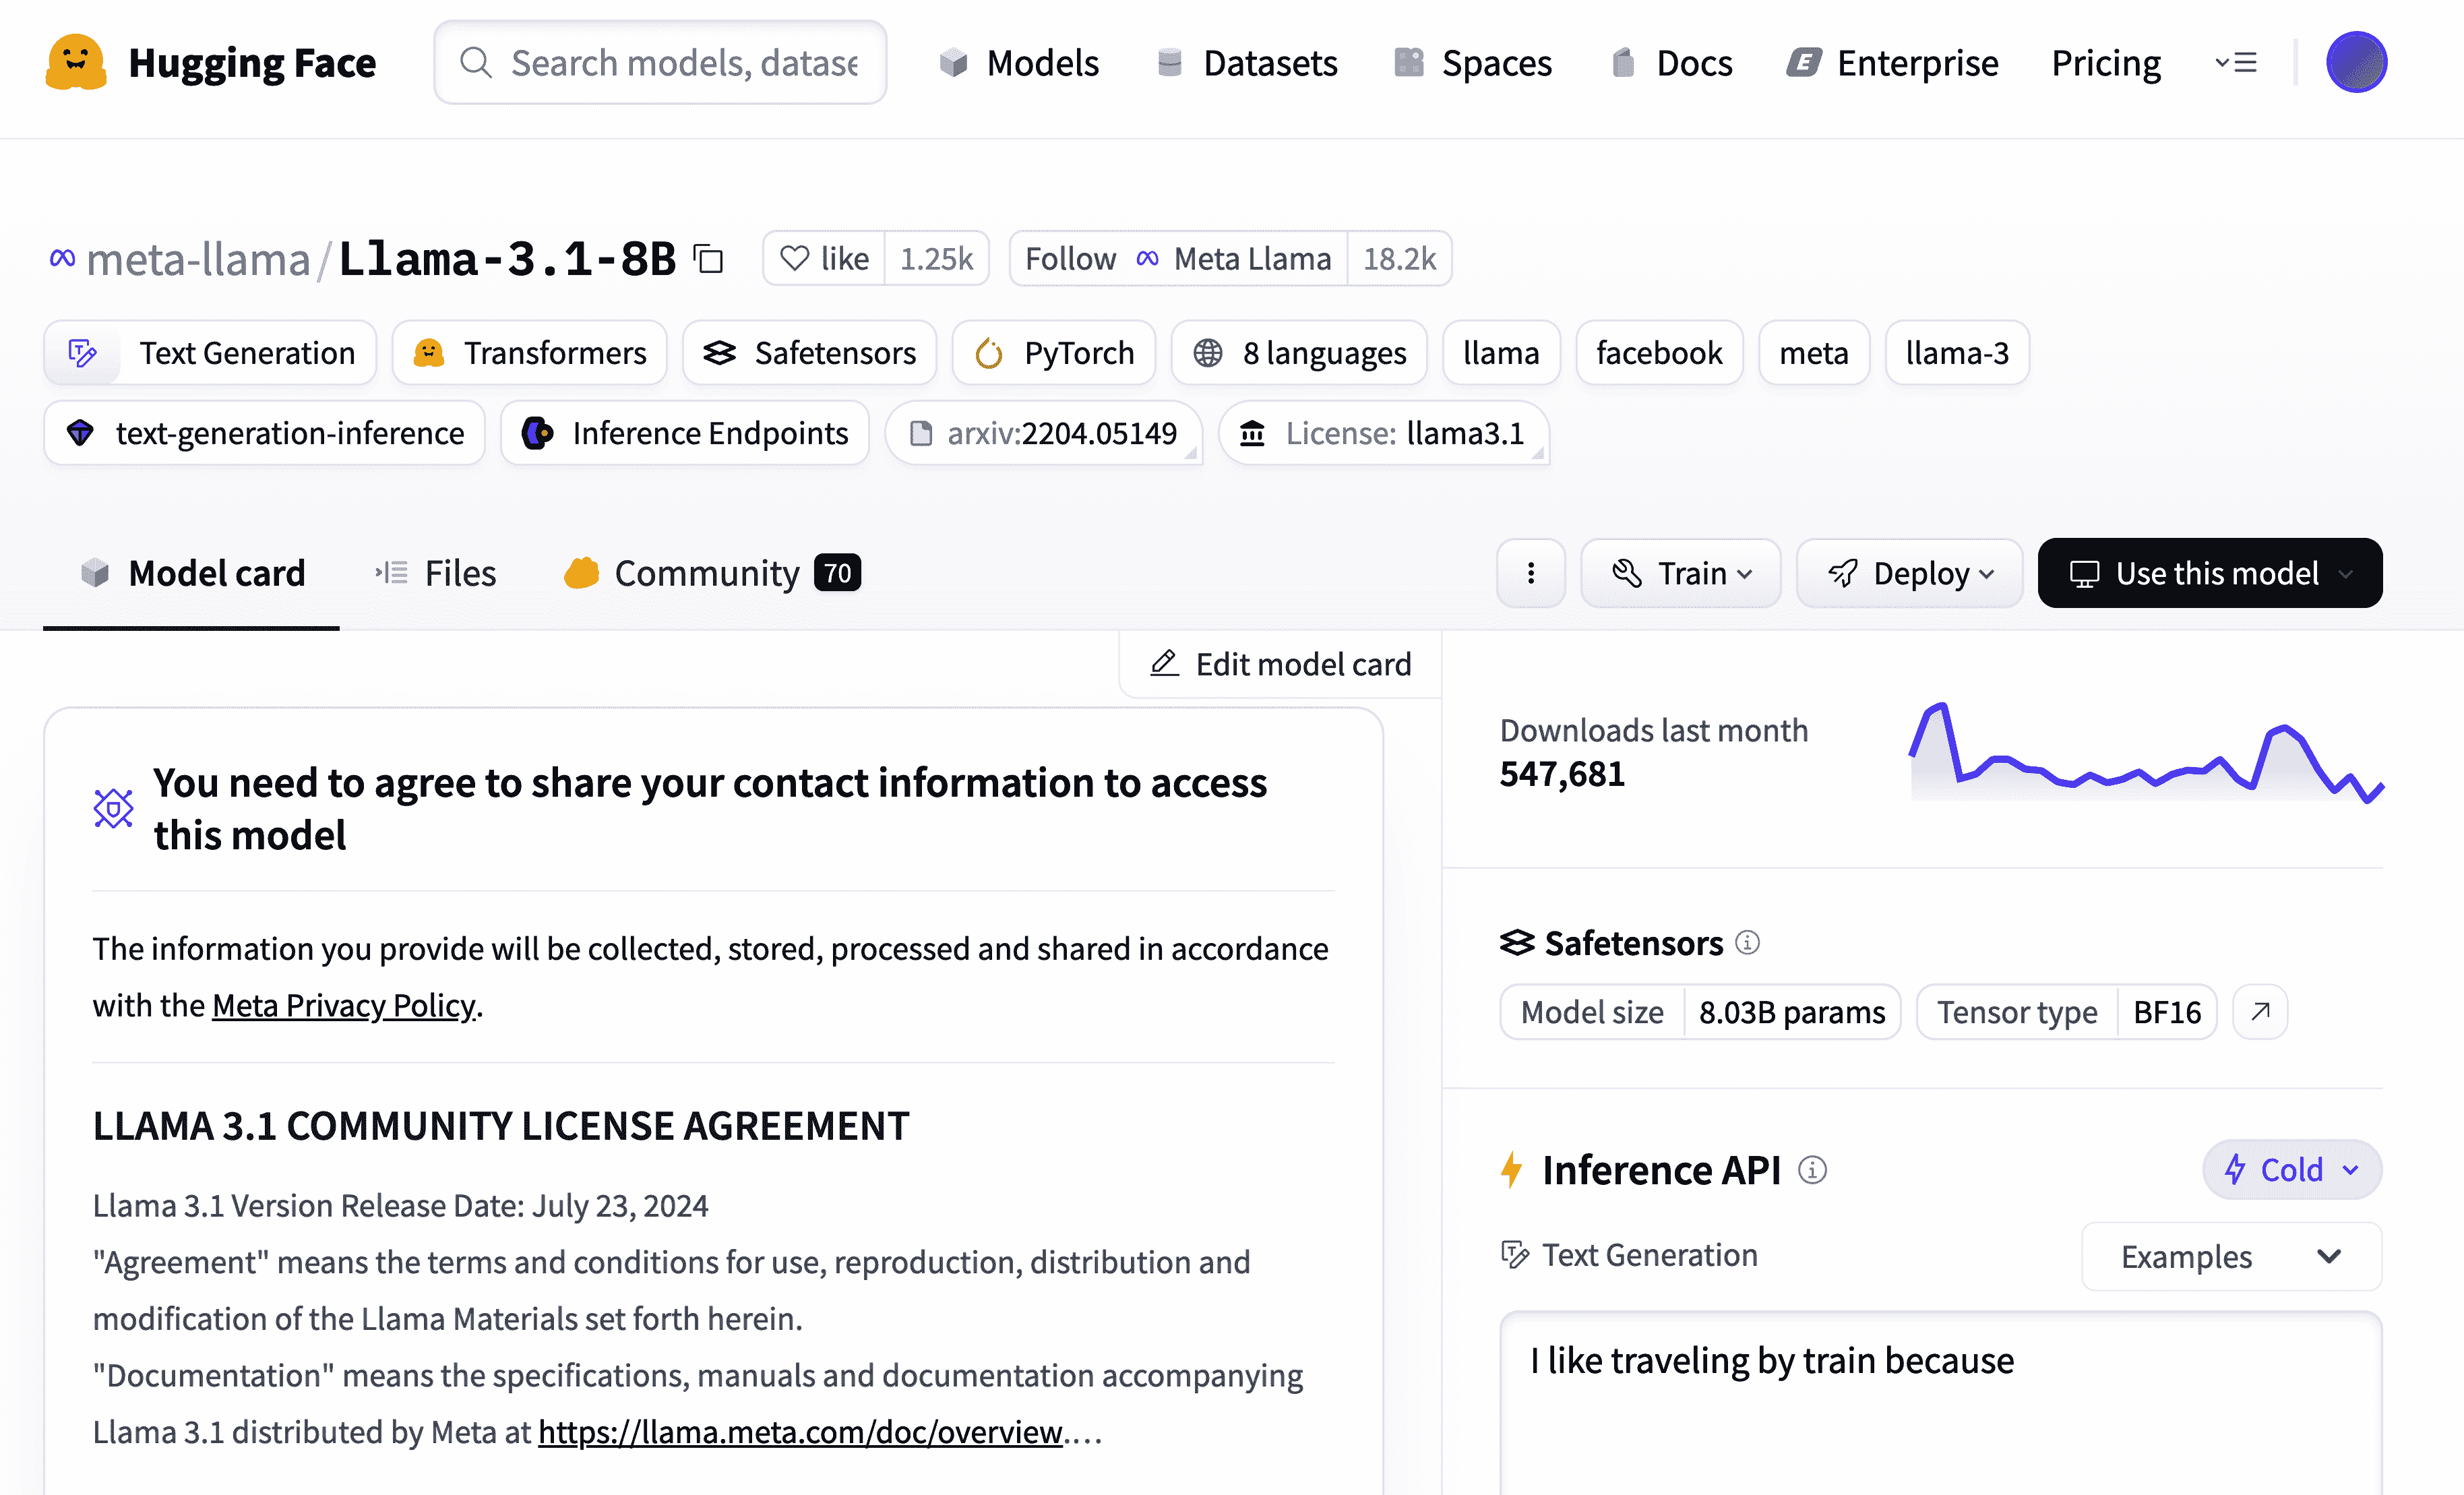 Hugging Face
Search models, datase
Models
Datasets
Spaces
Docs
Enterprise
Pricing
meta-llama/Llama-3.1-8B
like 1.25k
Follow Meta Llama 18.2k
Text Generation
Transformers
Safetensors
PyTorch
8 languages
llama
facebook
meta
llama-3
text-generation-inference
Inference Endpoints
arxiv:2204.05149
License: llama3.1
Model card
Files
Community 70
Train
Deploy
Use this model
Edit model card
You need to agree to share your contact information to access
this model
The information you provide will be collected, stored, processed and shared in accordance
with the Meta Privacy Policy.
LLAMA 3.1 COMMUNITY LICENSE AGREEMENT
Llama 3.1 Version Release Date: July 23, 2024
"Agreement" means the terms and conditions for use, reproduction, distribution and
modification of the Llama Materials set forth herein.
"Documentation" means the specifications, manuals and documentation accompanying
Llama 3.1 distributed by Meta at https://llama.meta.com/doc/overview....
Downloads last month
547,681
Safetensors
Model size 8.03B params
Tensor type BF16
Inference API
Cold
Text Generation
Examples
I like traveling by train because